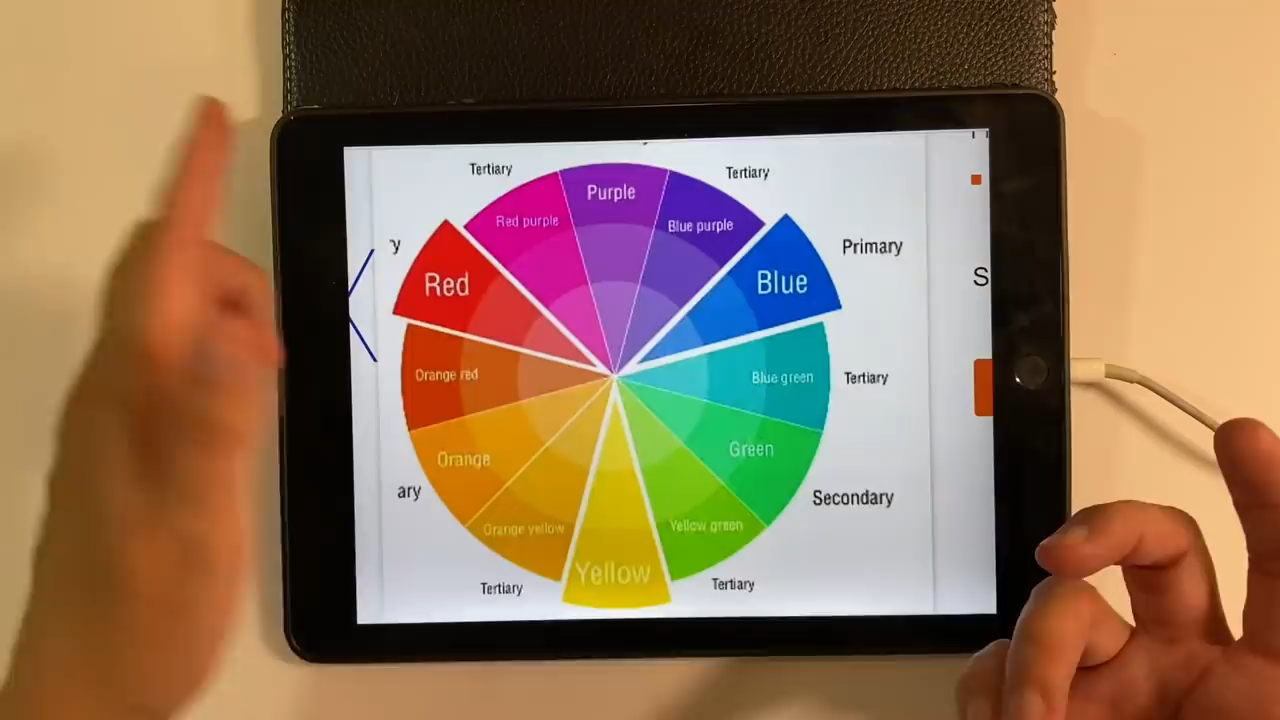 Tertiary
Tertiary
Purple
Red purple
Blue purple
y
Primary
Red
Blue
S
Orange red
Blue green
Tertiary
Orange
Green
ary
Secondary
Orange yellow
Yellow green
Yellow
Tertiary
Tertiary